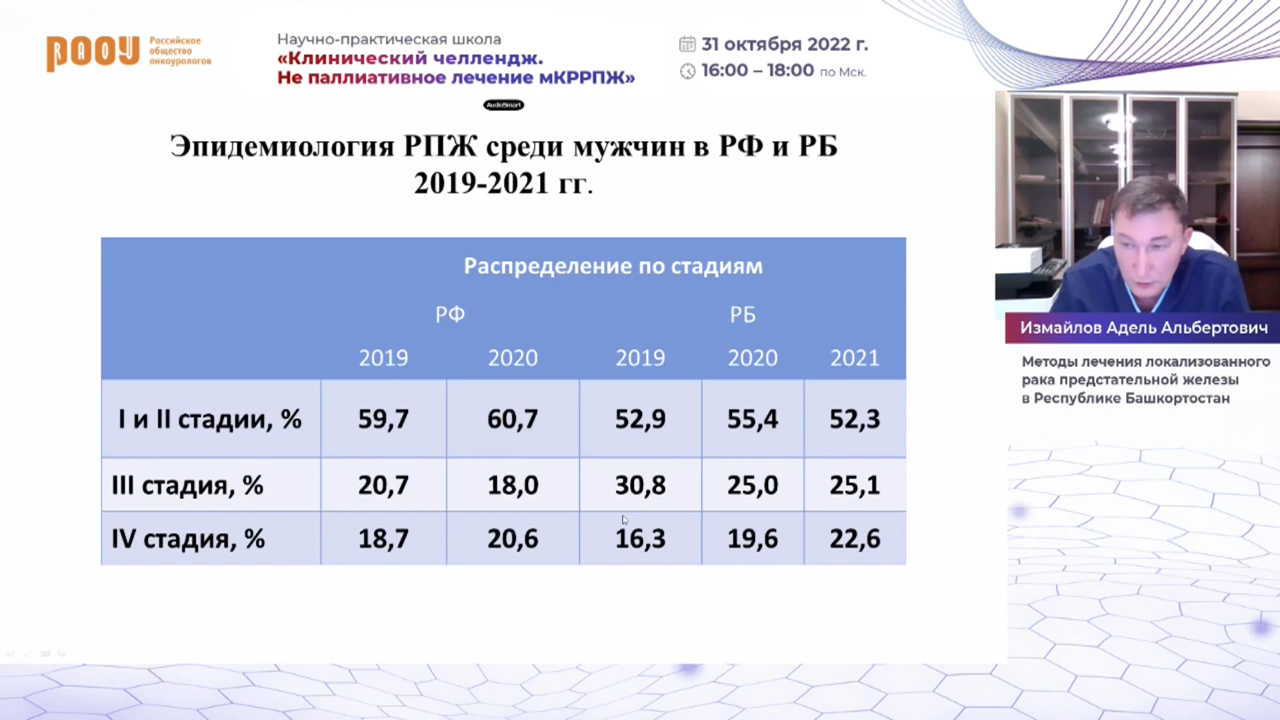 РАОУ
Российское
общество
онкоурологов
Научно-практическая школа
«Клинический челлендж.
Не паллиативное лечение мКРРПЖ»
31 октября 2022 г.
16:00 – 18:00 по Мск.
AudioSmart
Эпидемиология РПЖ среди мужчин в РФ и РБ
2019-2021 гг.
Распределение по стадиям
РФ РБ
2019 2020 2019 2020 2021
I и II стадии, % 59,7 60,7 52,9 55,4 52,3
III стадия, % 20,7 18,0 30,8 25,0 25,1
IV стадия, % 18,7 20,6 16,3 19,6 22,6
Измайлов Адель Альбертович
Методы лечения локализованного
рака предстательной железы
в Республике Башкортостан